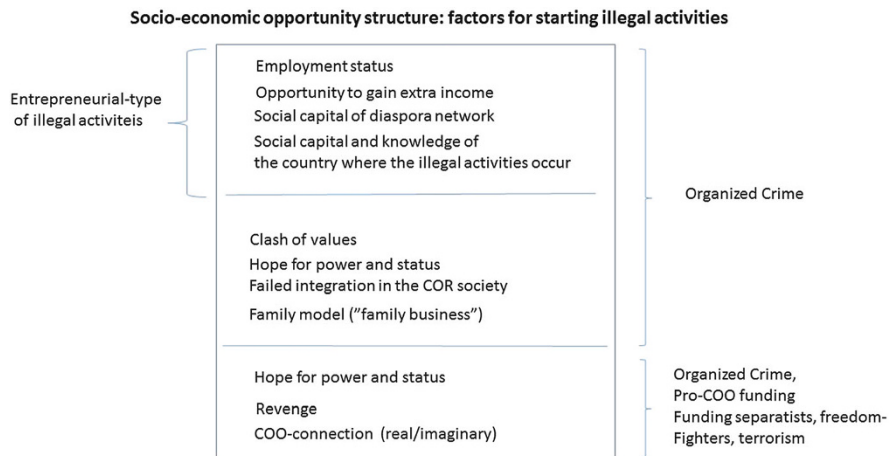 Socio-economic opportunity structure: factors for starting illegal activities
Entrepreneurial-type
of illegal activiteis
Employment status
Opportunity to gain extra income
Social capital of diaspora network
Social capital and knowledge of
the country where the illegal activities occur
Clash of values
Hope for power and status
Failed integration in the COR society
Family model (”family business”)
Organized Crime
Hope for power and status
Revenge
COO-connection (real/imaginary)
Organized Crime,
Pro-COO funding
Funding separatists, freedom-
Fighters, terrorism